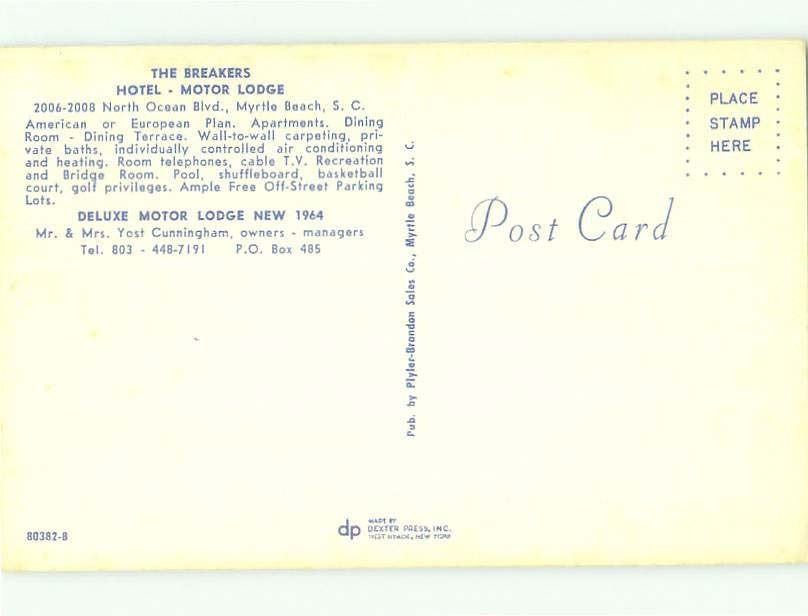 THE BREAKERS
HOTEL - MOTOR LODGE
2006-2008 North Ocean Blvd., Myrtle Beach, S. C.
American or European Plan. Apartments. Dining
Room - Dining Terrace. Wall-to-wall carpeting, pri-
vate baths, individually controlled air conditioning
and heating. Room telephones, cable T.V. Recreation
and Bridge Room. Pool, shuffleboard, basketball
court, golf privileges. Ample Free Off-Street Parking
Lots.
DELUXE MOTOR LODGE NEW 1964
Mr. & Mrs. Yost Cunningham, owners - managers
Tel. 803 - 448-7191 P.O. Box 485
Pub. by Plyler-Brandon Sales Co., Myrtle Beach, S. C.
PLACE
STAMP
HERE
Post Card
80382-B
dp
MADE BY
DEXTER PRESS, INC.
WEST NYACK, NEW YORK